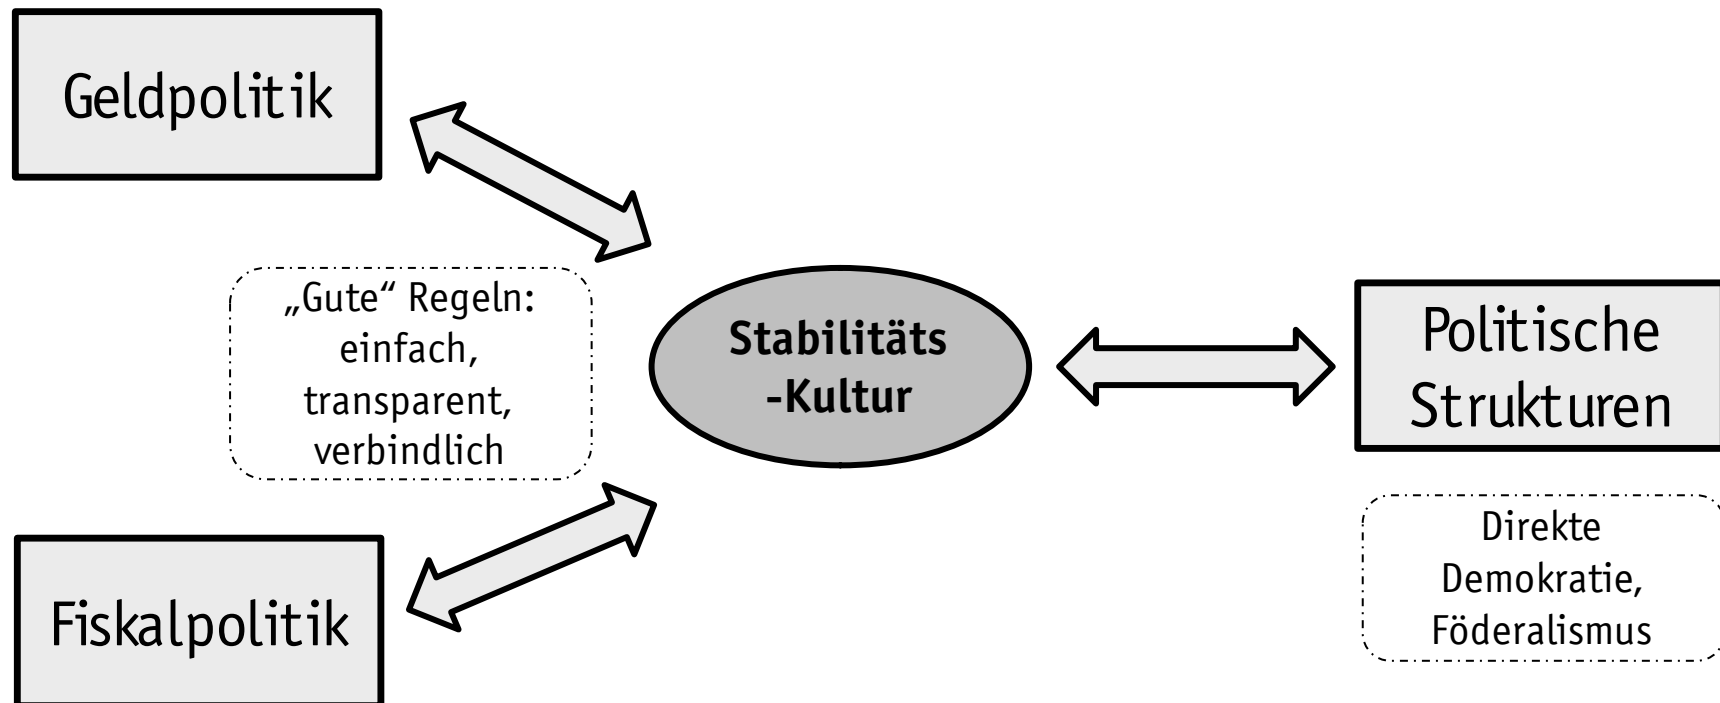 Geldpolitik
„Gute“ Regeln:
einfach,
transparent,
verbindlich
Fiskalpolitik
Stabilitäts
-Kultur
Politische
Strukturen
Direkte
Demokratie,
Föderalismus